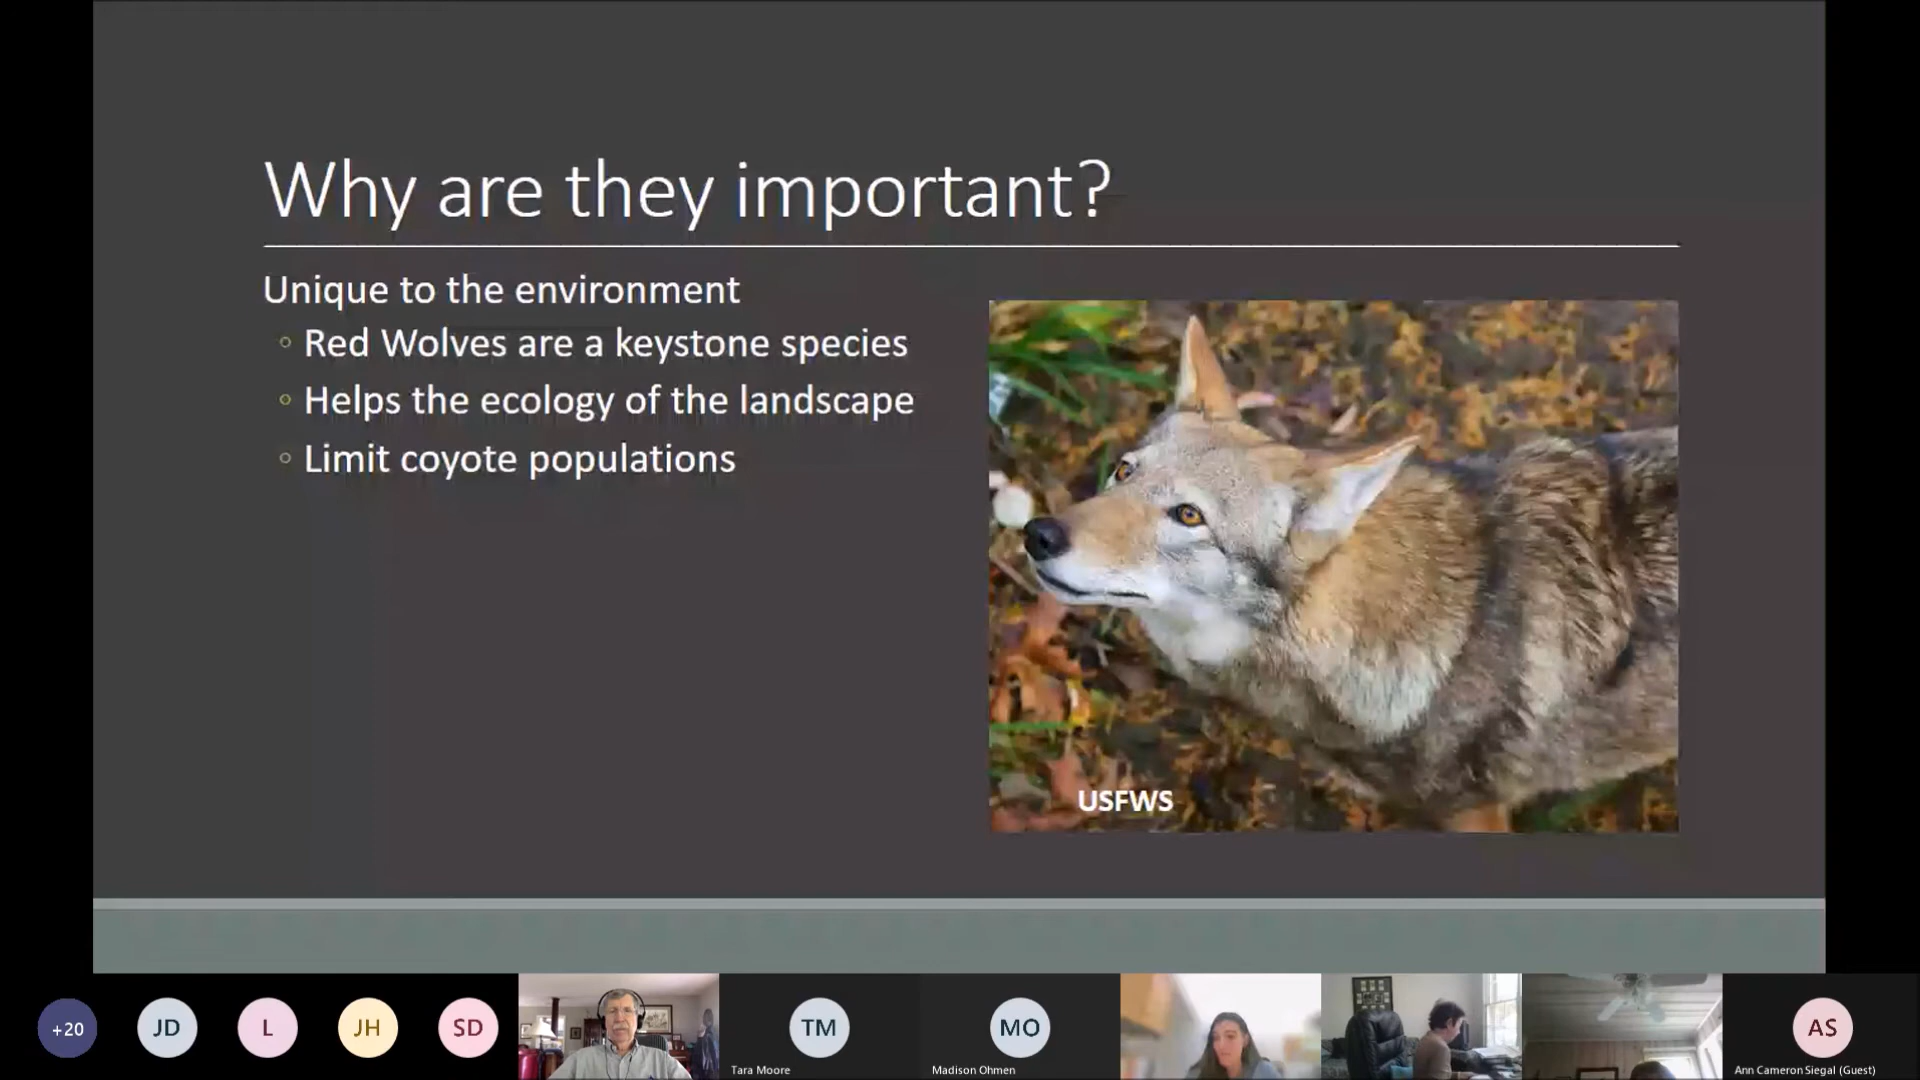 Why are they important?
Unique to the environment
Red Wolves are a keystone species
Helps the ecology of the landscape
Limit coyote populations
USFWS
+20
JD
L
JH
SD
TM
Tara Moore
MO
Madison Ohmen
AS
Ann Cameron Siegal (Guest)